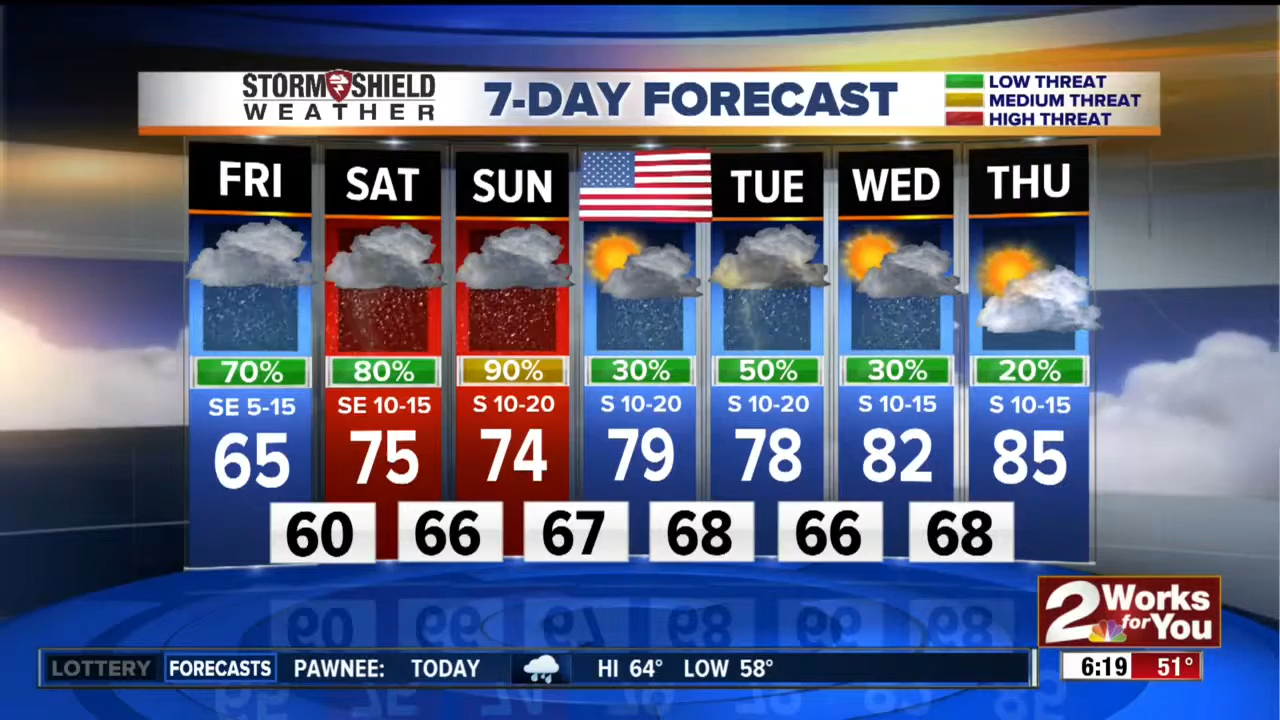 STORM SHIELD
WEATHER
7-DAY FORECAST
LOW THREAT
MEDIUM THREAT
HIGH THREAT
FRI SAT SUN TUE WED THU
70% 80% 90% 30% 50% 30% 20%
SE 5-15 SE 10-15 S 10-20 S 10-20 S 10-20 S 10-15 S 10-15
65 75 74 79 78 82 85
60 66 67 68 66 68
2 Works for You
LOTTERY FORECASTS PAWNEE: TODAY HI 64° LOW 58°
6:19 51°